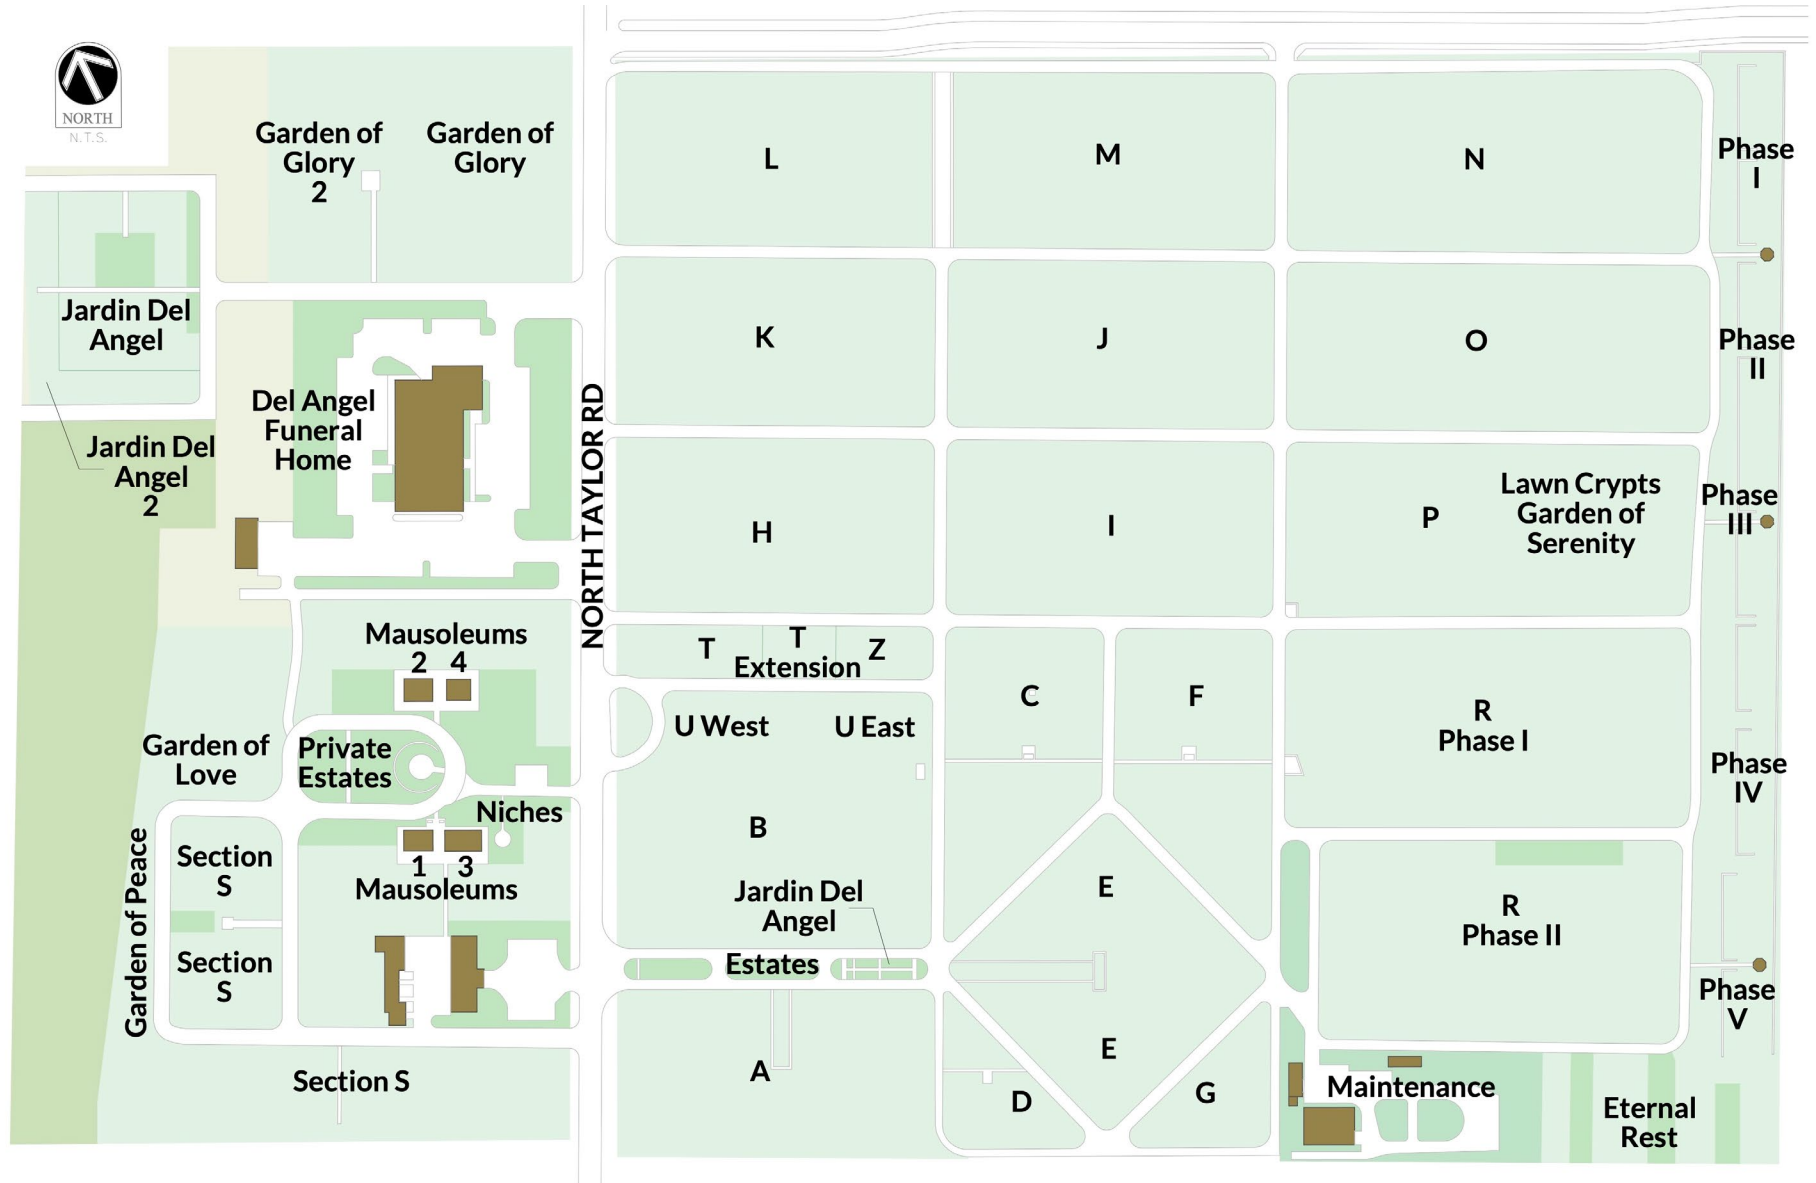 NORTH
N.T.S.
Garden of
Glory
2
Garden of
Glory
L
M
N
Phase
I
Jardin Del
Angel
K
J
O
Phase
II
Del Angel
Funeral
Home
Jardin Del
Angel
2
NORTH TAYLOR RD
H
I
P
Lawn Crypts
Garden of
Serenity
Phase
III
Mausoleums
2 4
T
T
Extension
Z
C
F
R
Phase I
U West
U East
Garden of
Love
Private
Estates
Niches
Phase
IV
B
Garden of Peace
Section
S
1 3
Mausoleums
Jardin Del
Angel
E
R
Phase II
Section
S
Estates
Phase
V
Section S
A
D
E
G
Maintenance
Eternal
Rest